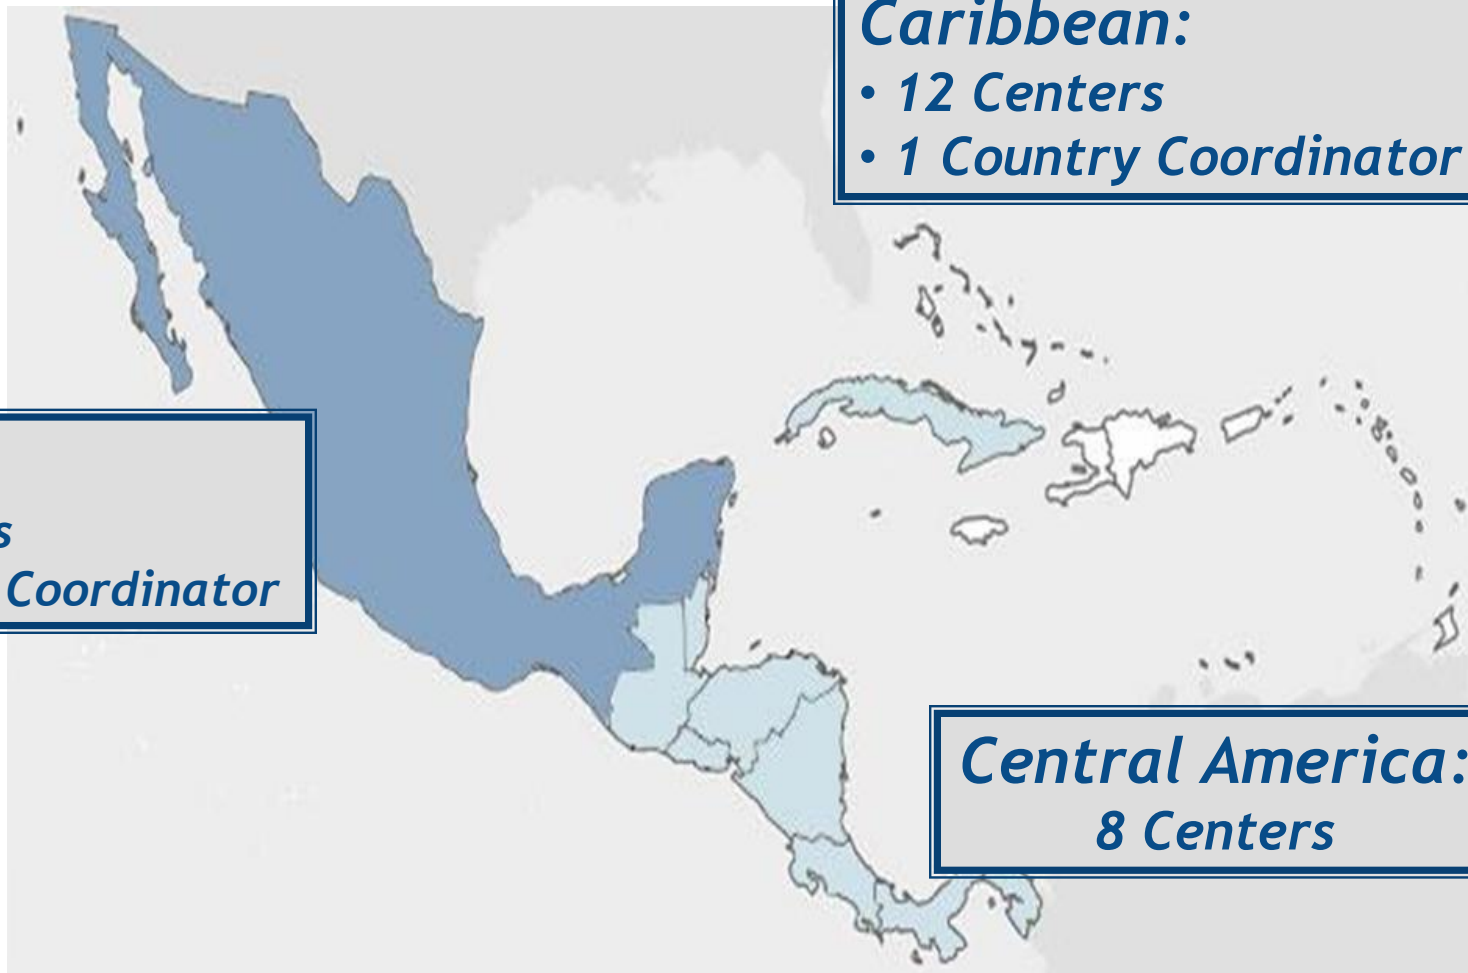 Caribbean:
• 12 Centers
• 1 Country Coordinator
s
Coordinator
Central America:
8 Centers